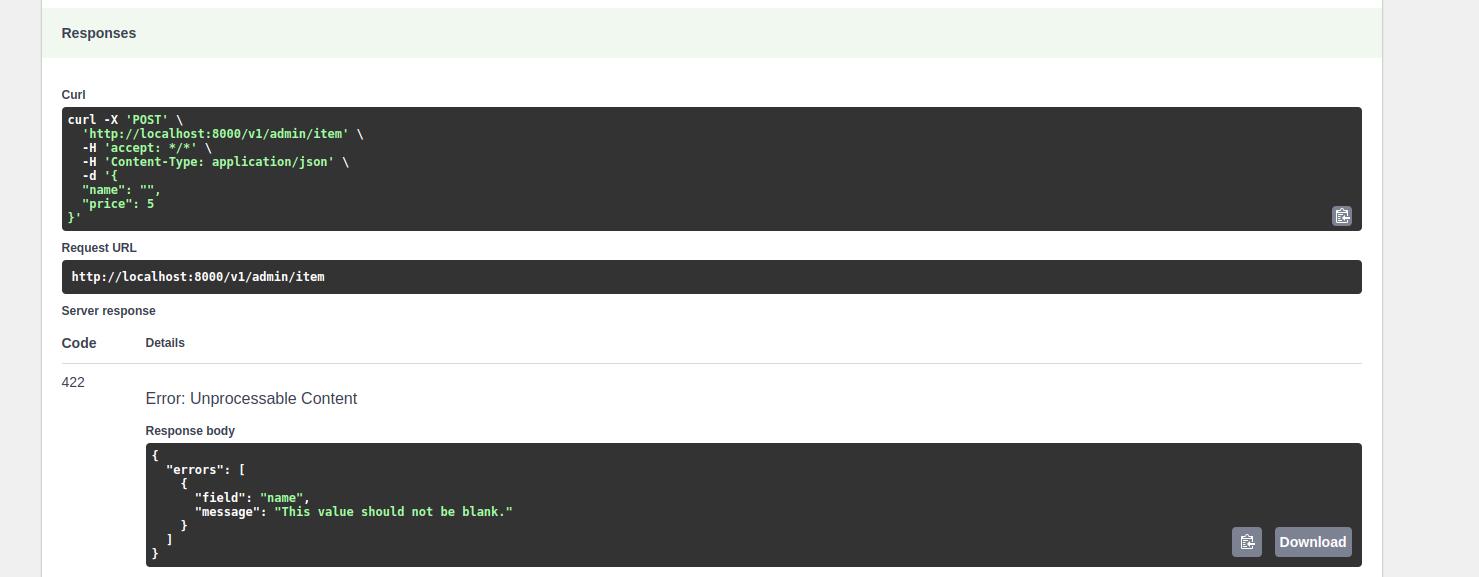 Responses
Curl
curl -X 'POST' \
  'http://localhost:8000/v1/admin/item' \
  -H 'accept: */*' \
  -H 'Content-Type: application/json' \
  -d '{
  "name": "",
  "price": 5
}'
Request URL
http://localhost:8000/v1/admin/item
Server response
Code Details
422
Error: Unprocessable Content
Response body
{
  "errors": [
    {
      "field": "name",
      "message": "This value should not be blank."
    }
  ]
}
Download